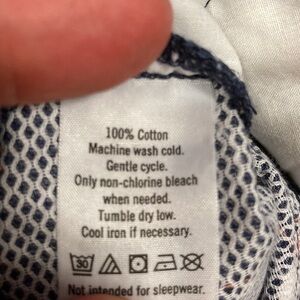 100% Cotton
Machine wash cold.
Gentle cycle.
Only non-chlorine bleach
when needed.
Tumble dry low.
Cool iron if necessary.
30
Not intended for sleepwear.